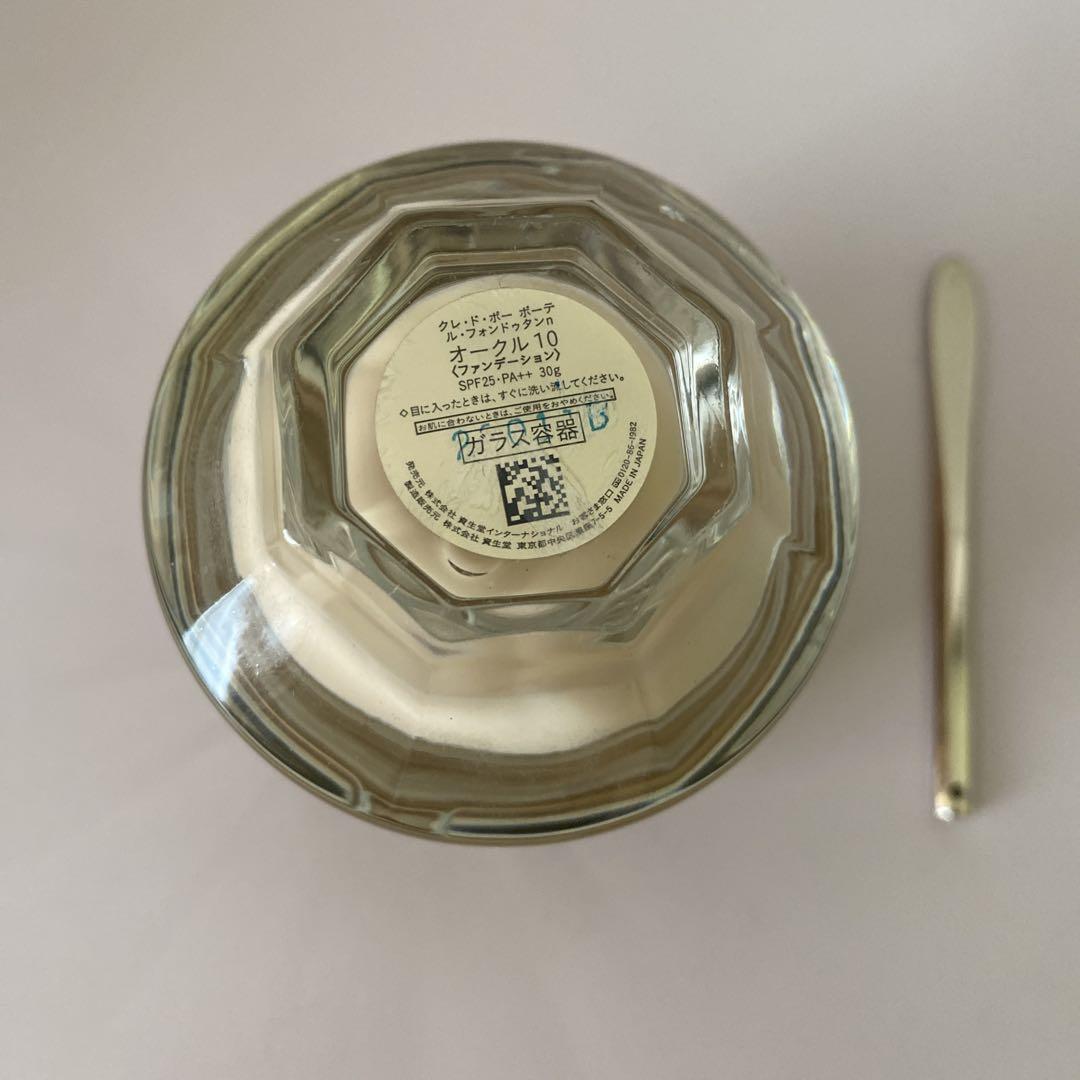 クレ・ド・ポー ボーテ
ル・フォンドゥタンn
オークル10
〈ファンデーション〉
SPF25・PA++ 30g
◇目に入ったときは、すぐに洗い流してください。
お肌に合わないときは、ご使用をおやめください。
ガラス容器
発売元 株式会社 資生堂インターナショナル お客さま窓口 0120-86-1982
製造販売元 株式会社 資生堂 東京都中央区銀座7-5-5 MADE IN JAPAN